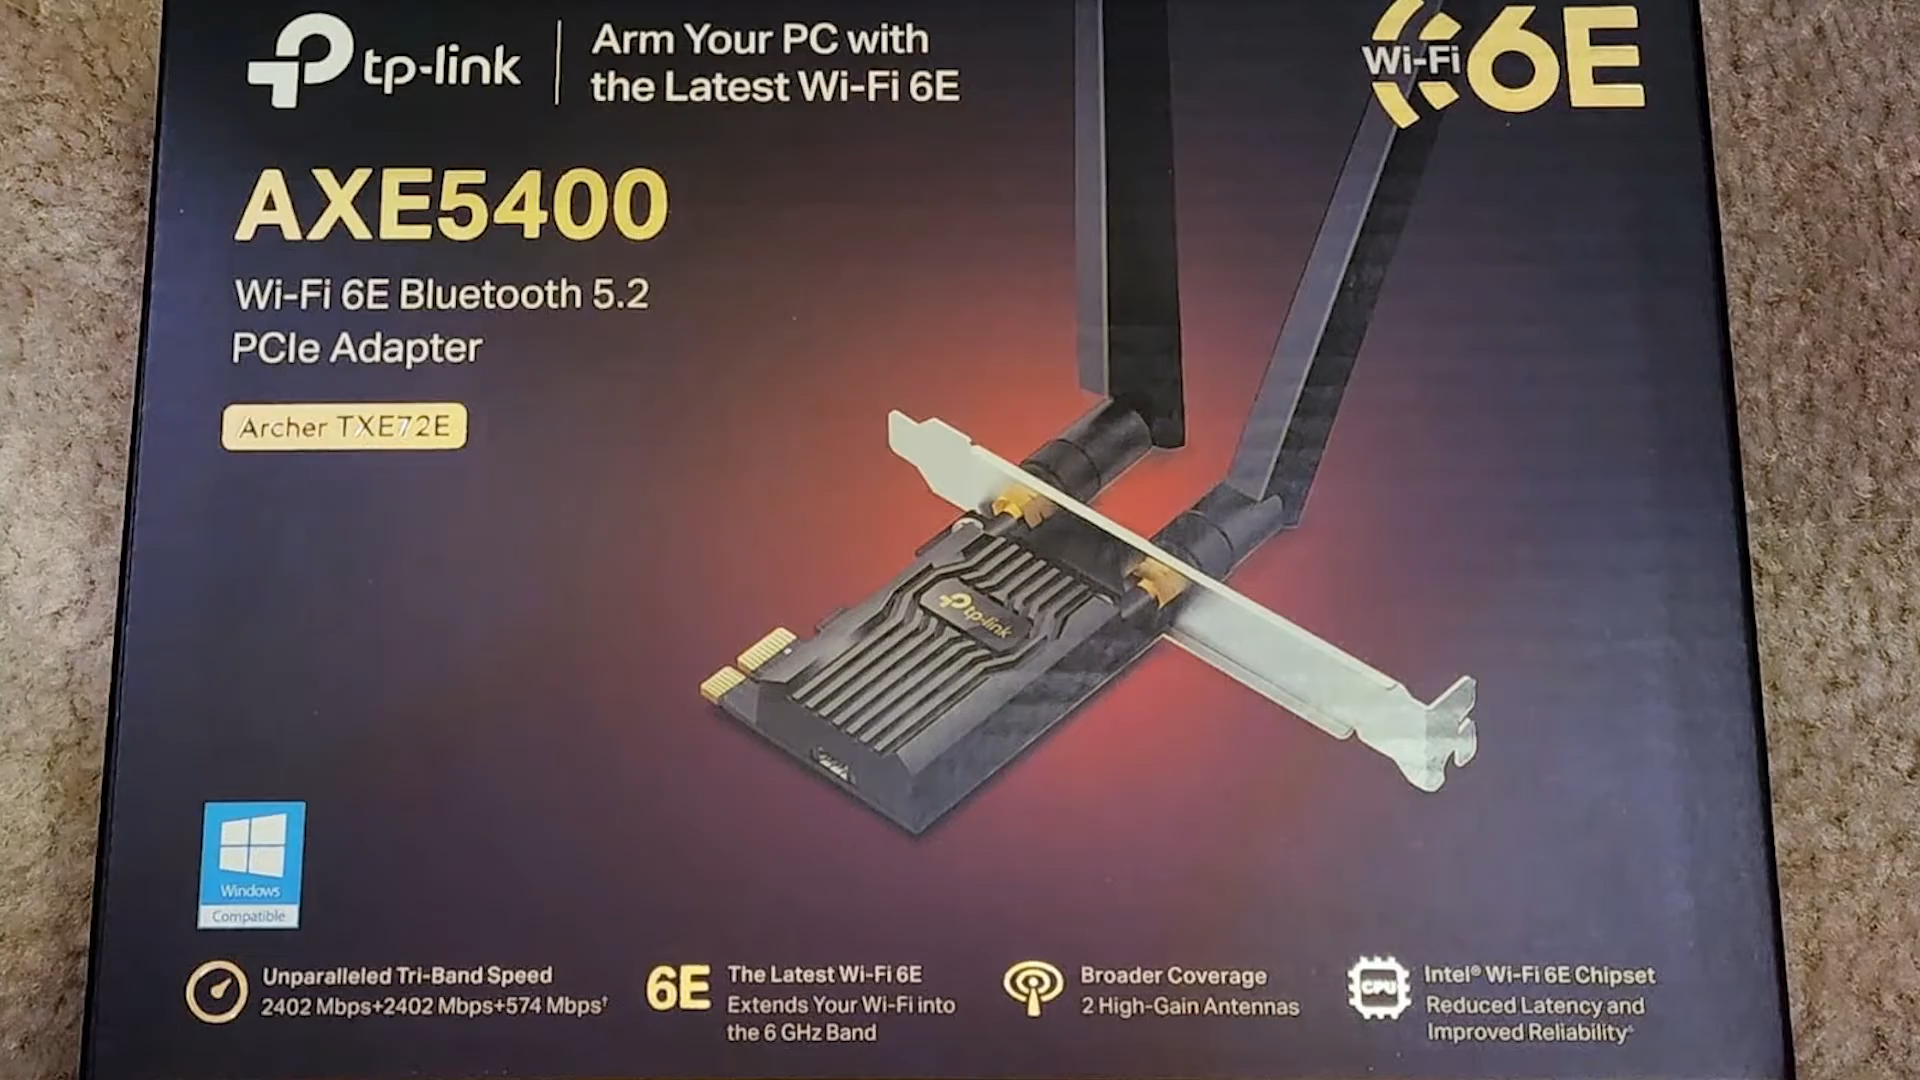 tp-link
Arm Your PC with
the Latest Wi-Fi 6E
Wi-Fi 6E
AXE5400
Wi-Fi 6E Bluetooth 5.2
PCIe Adapter
Archer TXE72E
tp-link
Windows
Compatible
Unparalleled Tri-Band Speed
2402 Mbps+2402 Mbps+574 Mbps†
6E
The Latest Wi-Fi 6E
Extends Your Wi-Fi into
the 6 GHz Band
Broader Coverage
2 High-Gain Antennas
CPU
Intel® Wi-Fi 6E Chipset
Reduced Latency and
Improved Reliability